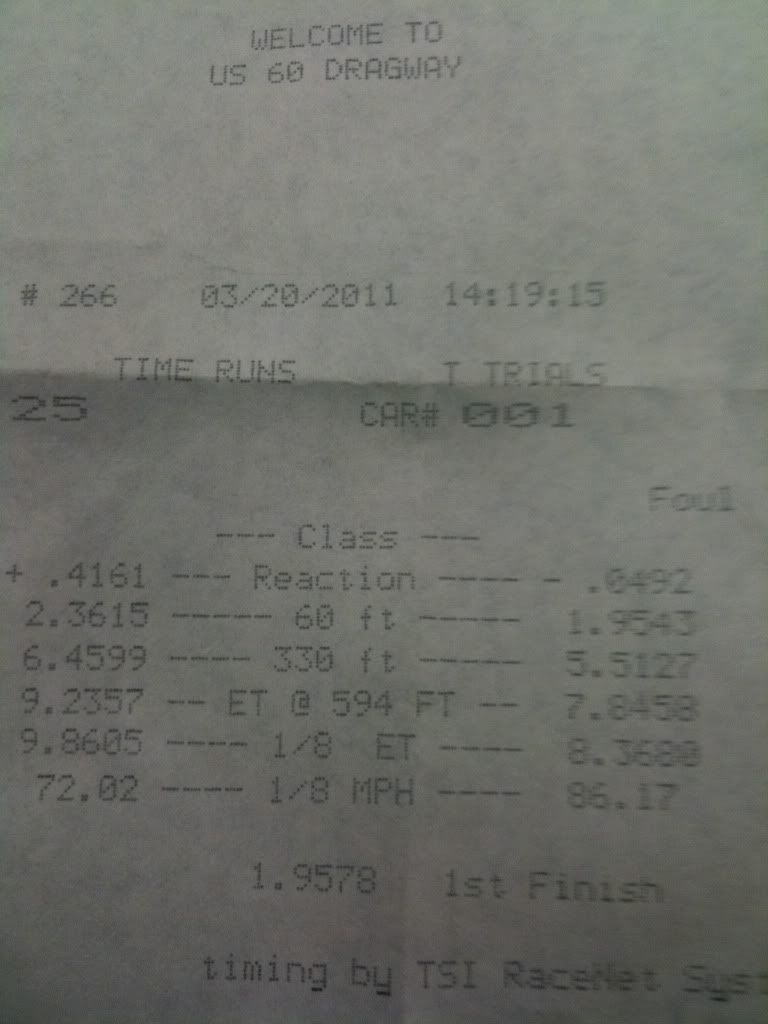 WELCOME TO
US 60 DRAGWAY
# 266 03/20/2011 14:19:15
TIME RUNS T TRIALS
25 CAR# 001
Foul
--- Class ---
+ .4161 --- Reaction ---- - .0492
2.3615 ----- 60 ft ----- 1.9543
6.4599 ---- 330 ft ----- 5.5127
9.2357 -- ET @ 594 FT -- 7.8458
9.8605 ---- 1/8 ET ---- 8.3680
72.02 ---- 1/8 MPH ---- 86.17
1.9578 1st Finish
timing by TSI RaceNet Syst